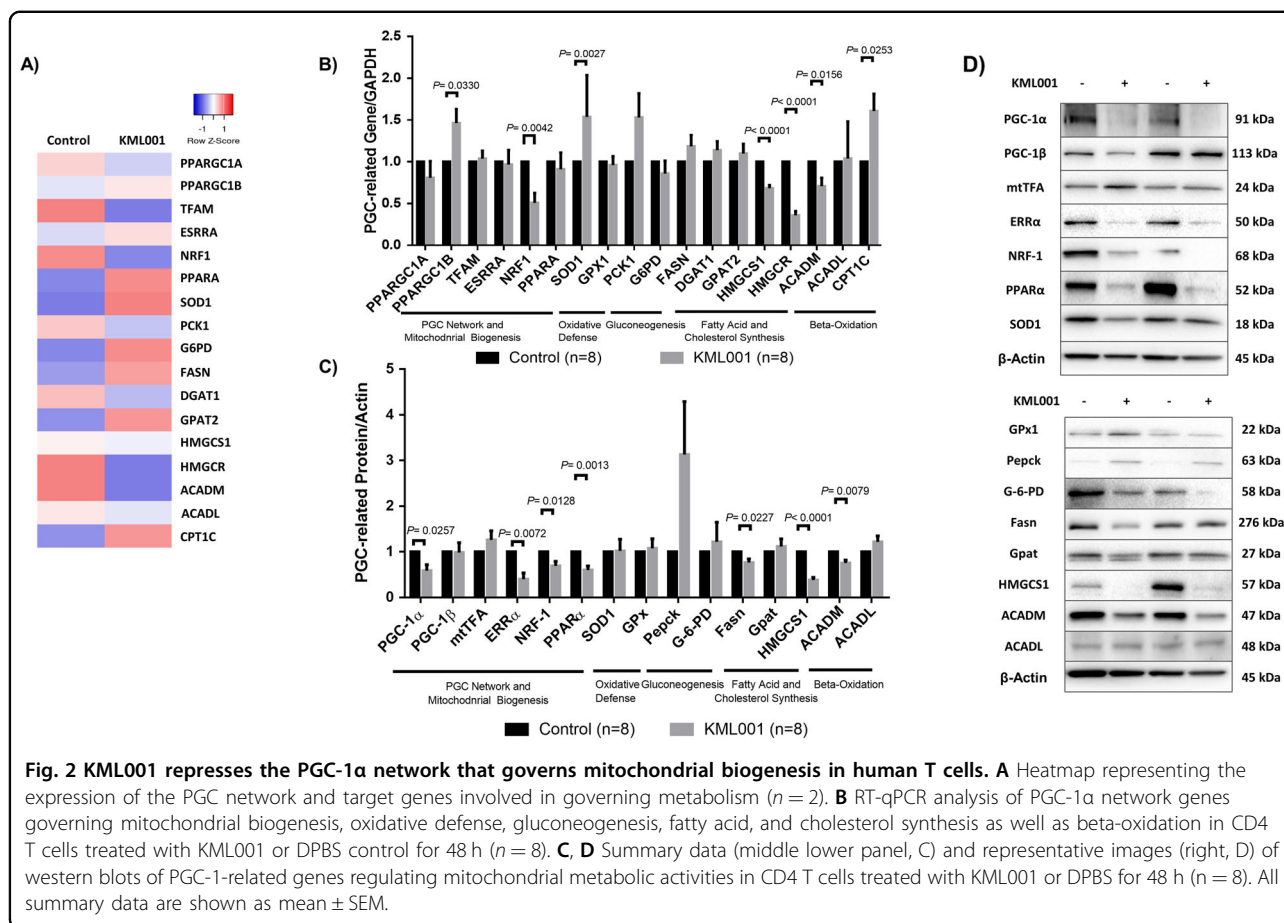 A)
-1 1
Row Z-Score
Control KML001
PPARGC1A
PPARGC1B
TFAM
ESRRA
NRF1
PPARA
SOD1
PCK1
G6PD
FASN
DGAT1
GPAT2
HMGCS1
HMGCR
ACADM
ACADL
CPT1C
B)
PGC-related Gene/GAPDH
2.5
2.0
1.5
1.0
0.5
0.0
P= 0.0330
P= 0.0042
P= 0.0027
P< 0.0001
P< 0.0001
P= 0.0156
P= 0.0253
PPARGC1A
PPARGC1B
TFAM
ESRRA
NRF1
PPARA
SOD1
GPX1
PCK1
G6PD
FASN
DGAT1
GPAT2
HMGCS1
HMGCR
ACADM
ACADL
CPT1C
PGC Network and
Mitochodnrial Biogenesis
Oxidative
Defense
Gluconeogenesis
Fatty Acid and
Cholesterol Synthesis
Beta-Oxidation
Control (n=8) KML001 (n=8)
C)
PGC-related Protein/Actin
5
4
3
2
1
0
P= 0.0257
P= 0.0072
P= 0.0128
P= 0.0013
P= 0.0227
P< 0.0001
P= 0.0079
PGC-1α
PGC-1β
mtTFA
ERRα
NRF-1
PPARα
SOD1
GPx
Pepck
G-6-PD
Fasn
Gpat
HMGCS1
ACADM
ACADL
PGC Network and
Mitochodnrial Biogenesis
Oxidative
Defense
Gluconeogenesis
Fatty Acid and
Cholesterol Synthesis
Beta-Oxidation
Control (n=8) KML001 (n=8)
D)
KML001 - + - +
PGC-1α 91 kDa
PGC-1β 113 kDa
mtTFA 24 kDa
ERRα 50 kDa
NRF-1 68 kDa
PPARα 52 kDa
SOD1 18 kDa
β-Actin 45 kDa
KML001 - + - +
GPx1 22 kDa
Pepck 63 kDa
G-6-PD 58 kDa
Fasn 276 kDa
Gpat 27 kDa
HMGCS1 57 kDa
ACADM 47 kDa
ACADL 48 kDa
β-Actin 45 kDa
Fig. 2 KML001 represses the PGC-1α network that governs mitochondrial biogenesis in human T cells. A Heatmap representing the
expression of the PGC network and target genes involved in governing metabolism (n = 2). B RT-qPCR analysis of PGC-1α network genes
governing mitochondrial biogenesis, oxidative defense, gluconeogenesis, fatty acid, and cholesterol synthesis as well as beta-oxidation in CD4
T cells treated with KML001 or DPBS control for 48 h (n = 8). C, D Summary data (middle lower panel, C) and representative images (right, D) of
western blots of PGC-1-related genes regulating mitochondrial metabolic activities in CD4 T cells treated with KML001 or DPBS for 48 h (n = 8). All
summary data are shown as mean ± SEM.